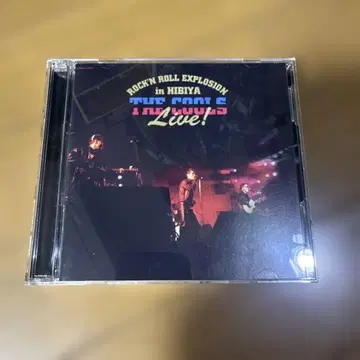 ROCK'N ROLL EXPLOSION
in HIBIYA
THE COOLS
Live!